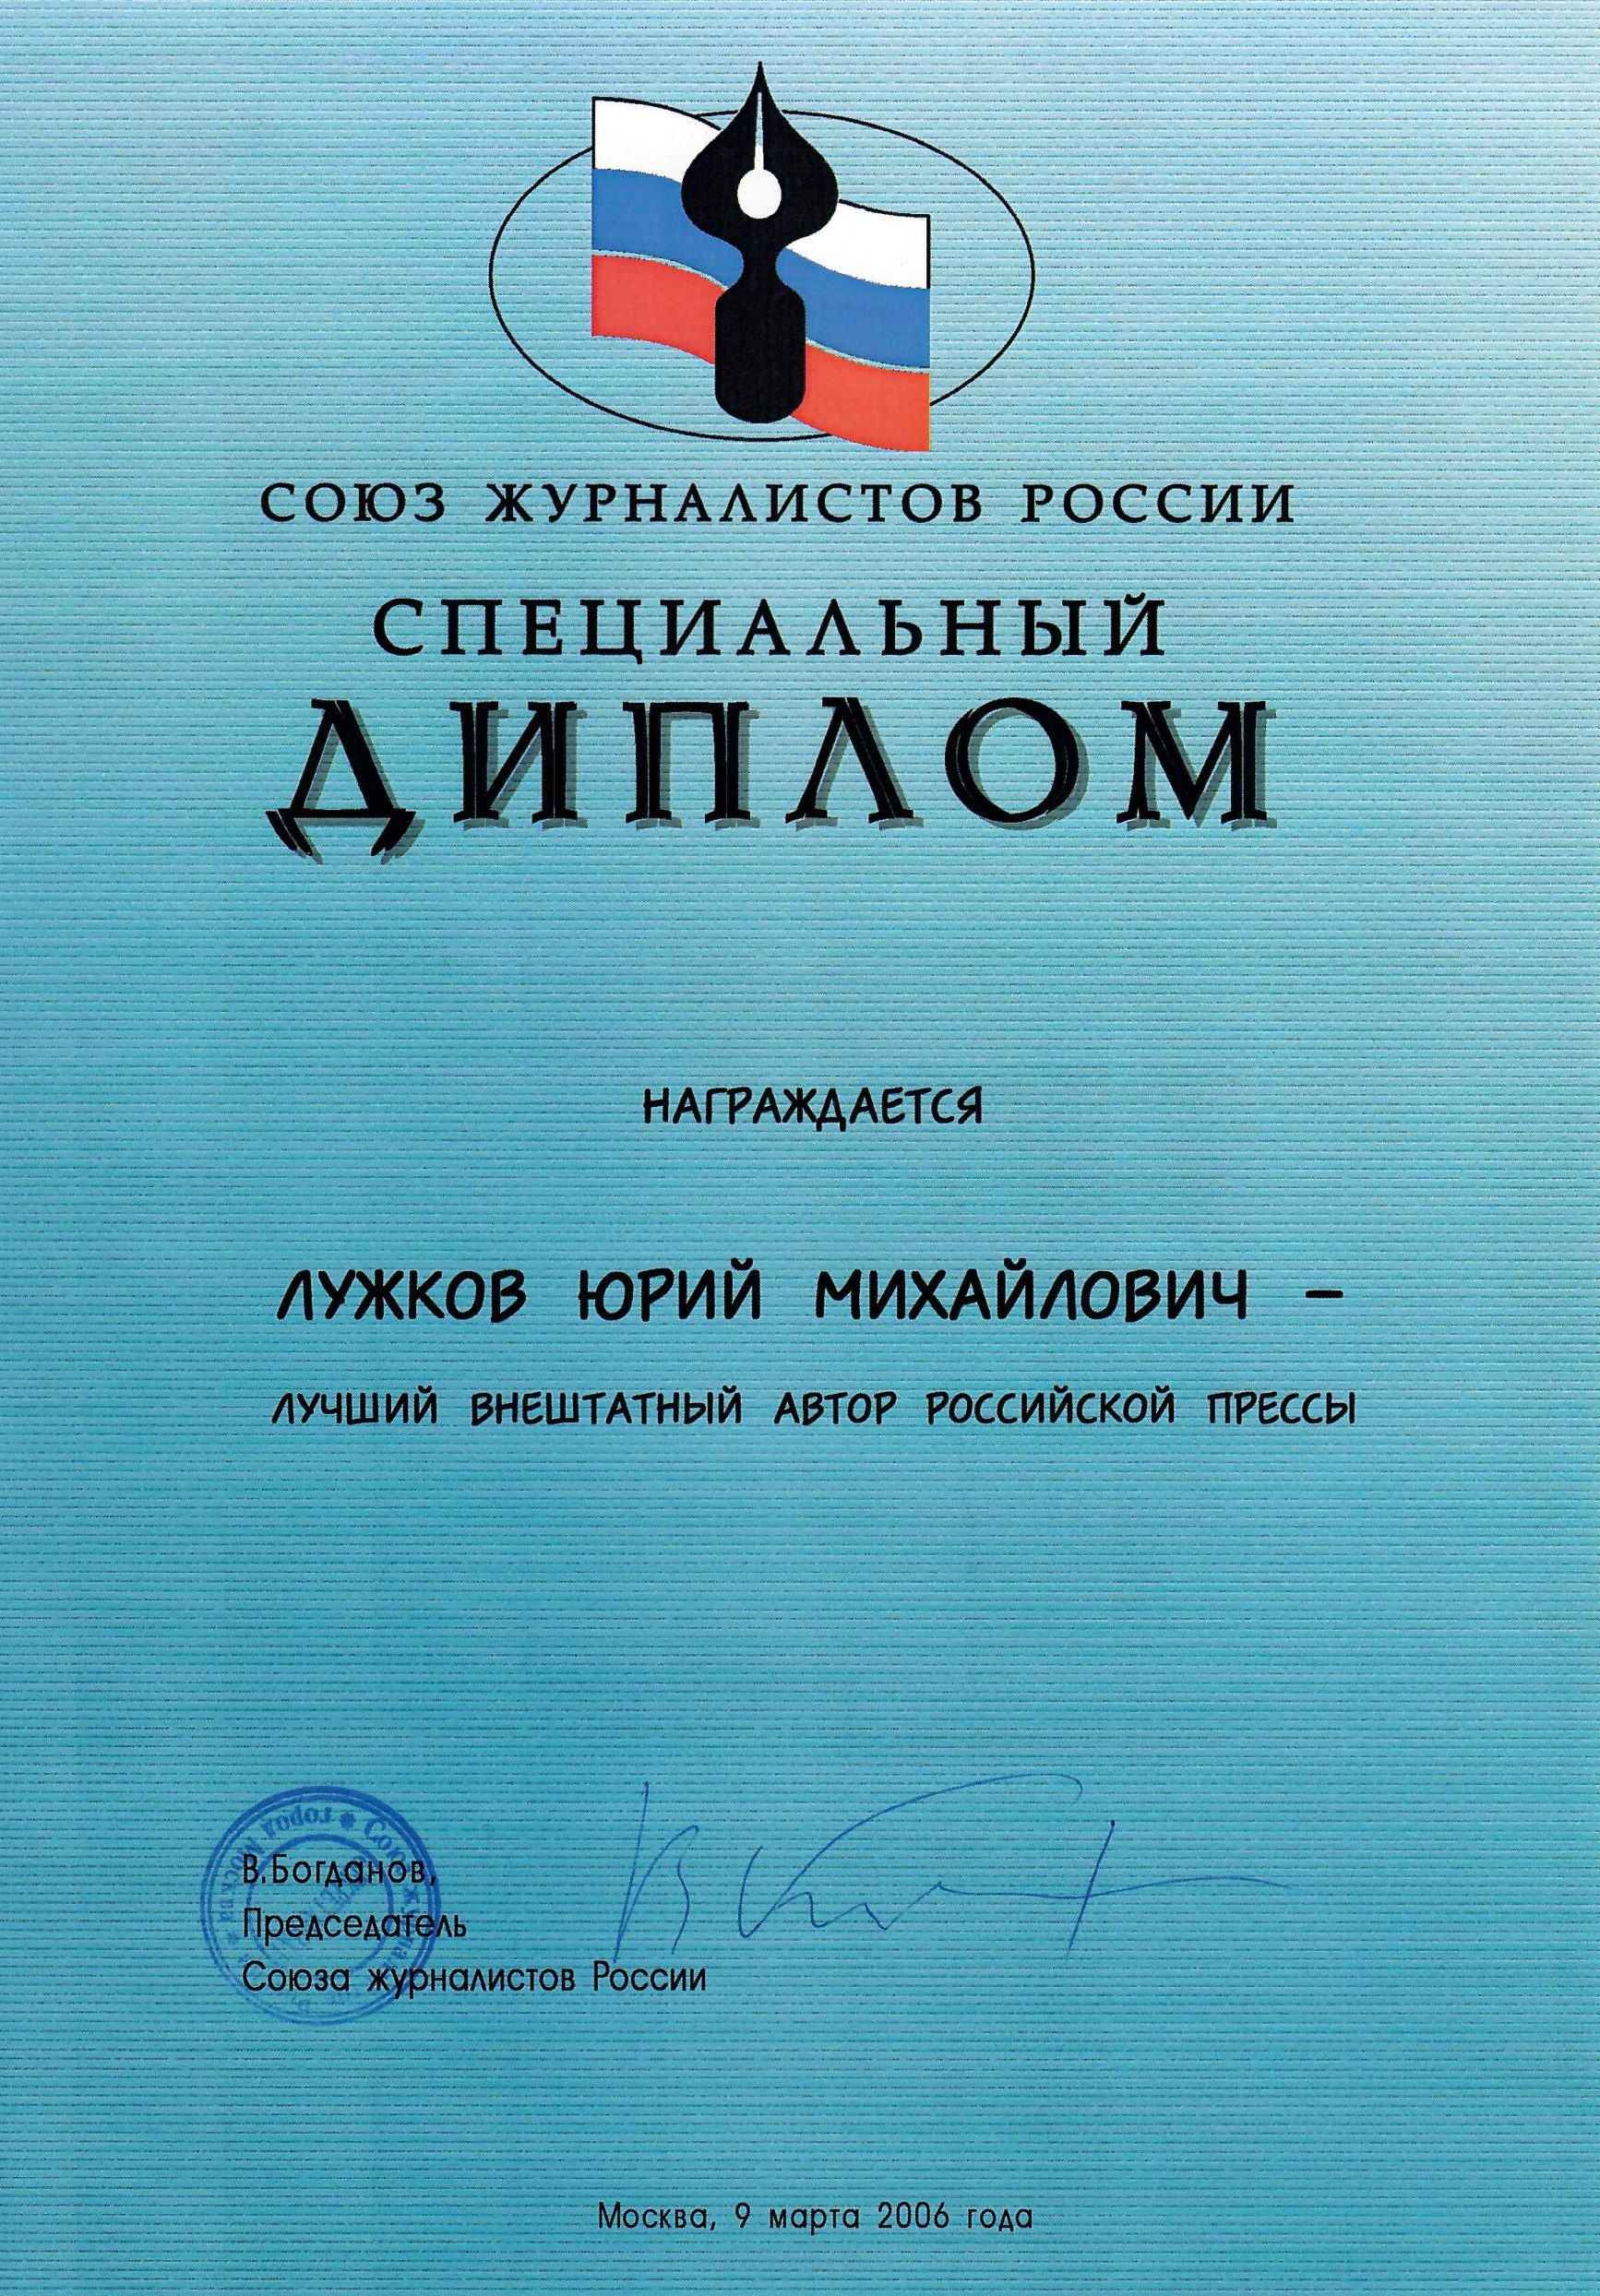 СОЮЗ ЖУРНАЛИСТОВ РОССИИ
СПЕЦИАЛЬНЫЙ
ДИПЛОМ
НАГРАЖДАЕТСЯ
ЛУЖКОВ ЮРИЙ МИХАЙЛОВИЧ –
ЛУЧШИЙ ВНЕШТАТНЫЙ АВТОР РОССИЙСКОЙ ПРЕССЫ
В.Богданов,
Председатель
Союза журналистов России
Москва, 9 марта 2006 года